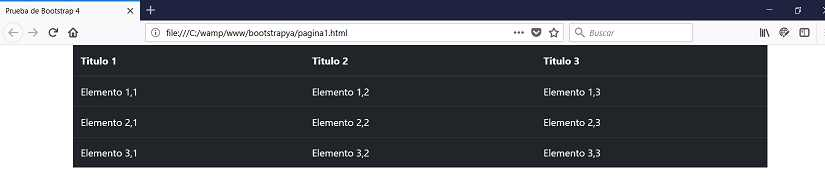 Prueba de Bootstrap 4
file:///C:/wamp/www/bootstrapya/pagina1.html
Buscar
Titulo 1 Titulo 2 Titulo 3
Elemento 1,1 Elemento 1,2 Elemento 1,3
Elemento 2,1 Elemento 2,2 Elemento 2,3
Elemento 3,1 Elemento 3,2 Elemento 3,3